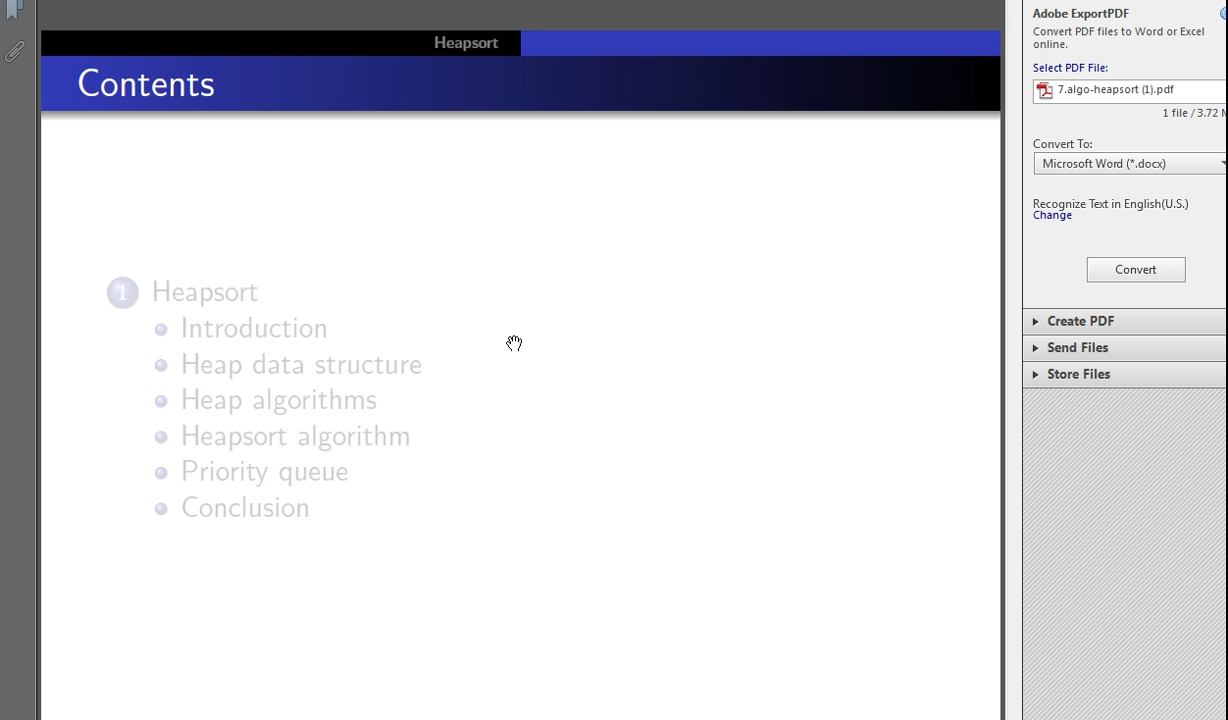 Heapsort
Contents
1 Heapsort
Introduction
Heap data structure
Heap algorithms
Heapsort algorithm
Priority queue
Conclusion
Adobe ExportPDF
Convert PDF files to Word or Excel
online.
Select PDF File:
7.algo-heapsort (1).pdf
1 file / 3.72
Convert To:
Microsoft Word (*.docx)
Recognize Text in English(U.S.)
Change
Convert
Create PDF
Send Files
Store Files